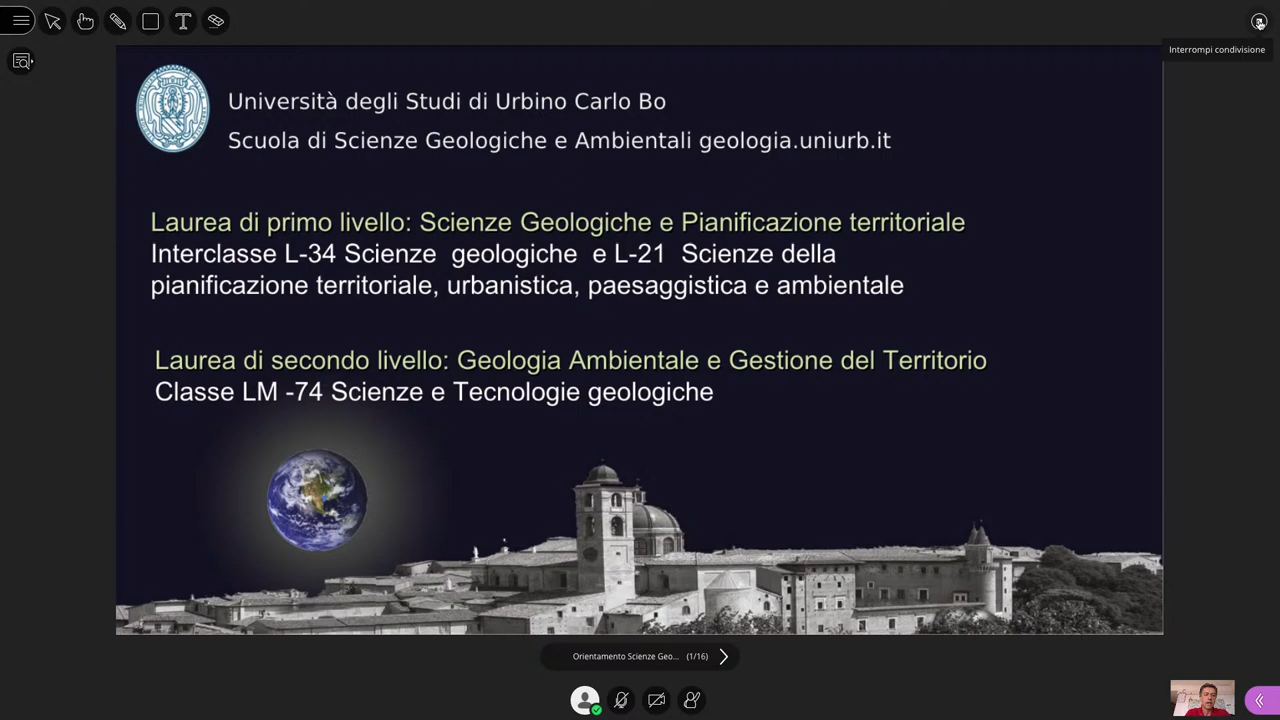 Interrompi condivisione
Università degli Studi di Urbino Carlo Bo
Scuola di Scienze Geologiche e Ambientali geologia.uniurb.it
Laurea di primo livello: Scienze Geologiche e Pianificazione territoriale
Interclasse L-34 Scienze geologiche e L-21 Scienze della
pianificazione territoriale, urbanistica, paesaggistica e ambientale
Laurea di secondo livello: Geologia Ambientale e Gestione del Territorio
Classe LM -74 Scienze e Tecnologie geologiche
Orientamento Scienze Geo... (1/16)